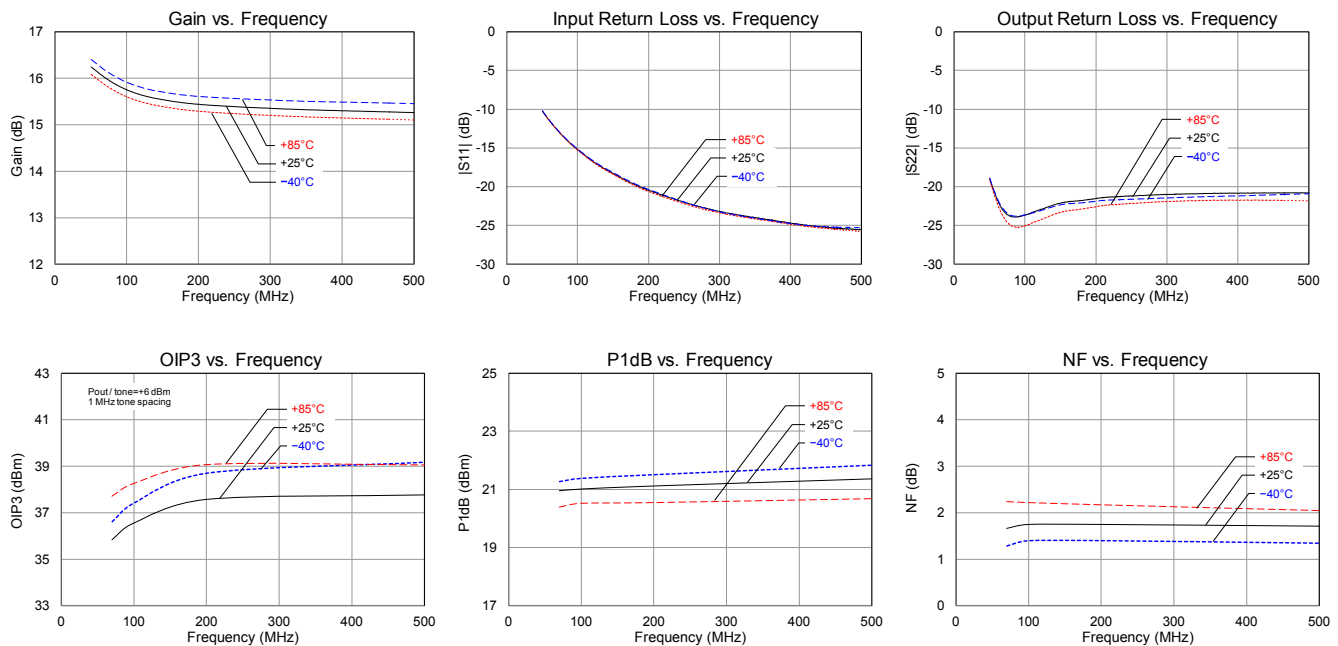 Gain vs. Frequency
17
16
15
14
13
12
Gain (dB)
+85°C
+25°C
−40°C
0 100 200 300 400 500
Frequency (MHz)
Input Return Loss vs. Frequency
0
-5
-10
-15
-20
-25
-30
|S11| (dB)
+85°C
+25°C
−40°C
0 100 200 300 400 500
Frequency (MHz)
Output Return Loss vs. Frequency
0
-5
-10
-15
-20
-25
-30
|S22| (dB)
+85°C
+25°C
−40°C
0 100 200 300 400 500
Frequency (MHz)
OIP3 vs. Frequency
43
41
39
37
35
33
OIP3 (dBm)
Pout / tone=+6 dBm
1 MHz tone spacing
+85°C
+25°C
−40°C
0 100 200 300 400 500
Frequency (MHz)
P1dB vs. Frequency
25
23
21
19
17
P1dB (dBm)
+85°C
+25°C
−40°C
0 100 200 300 400 500
Frequency (MHz)
NF vs. Frequency
5
4
3
2
1
0
NF (dB)
+85°C
+25°C
−40°C
0 100 200 300 400 500
Frequency (MHz)